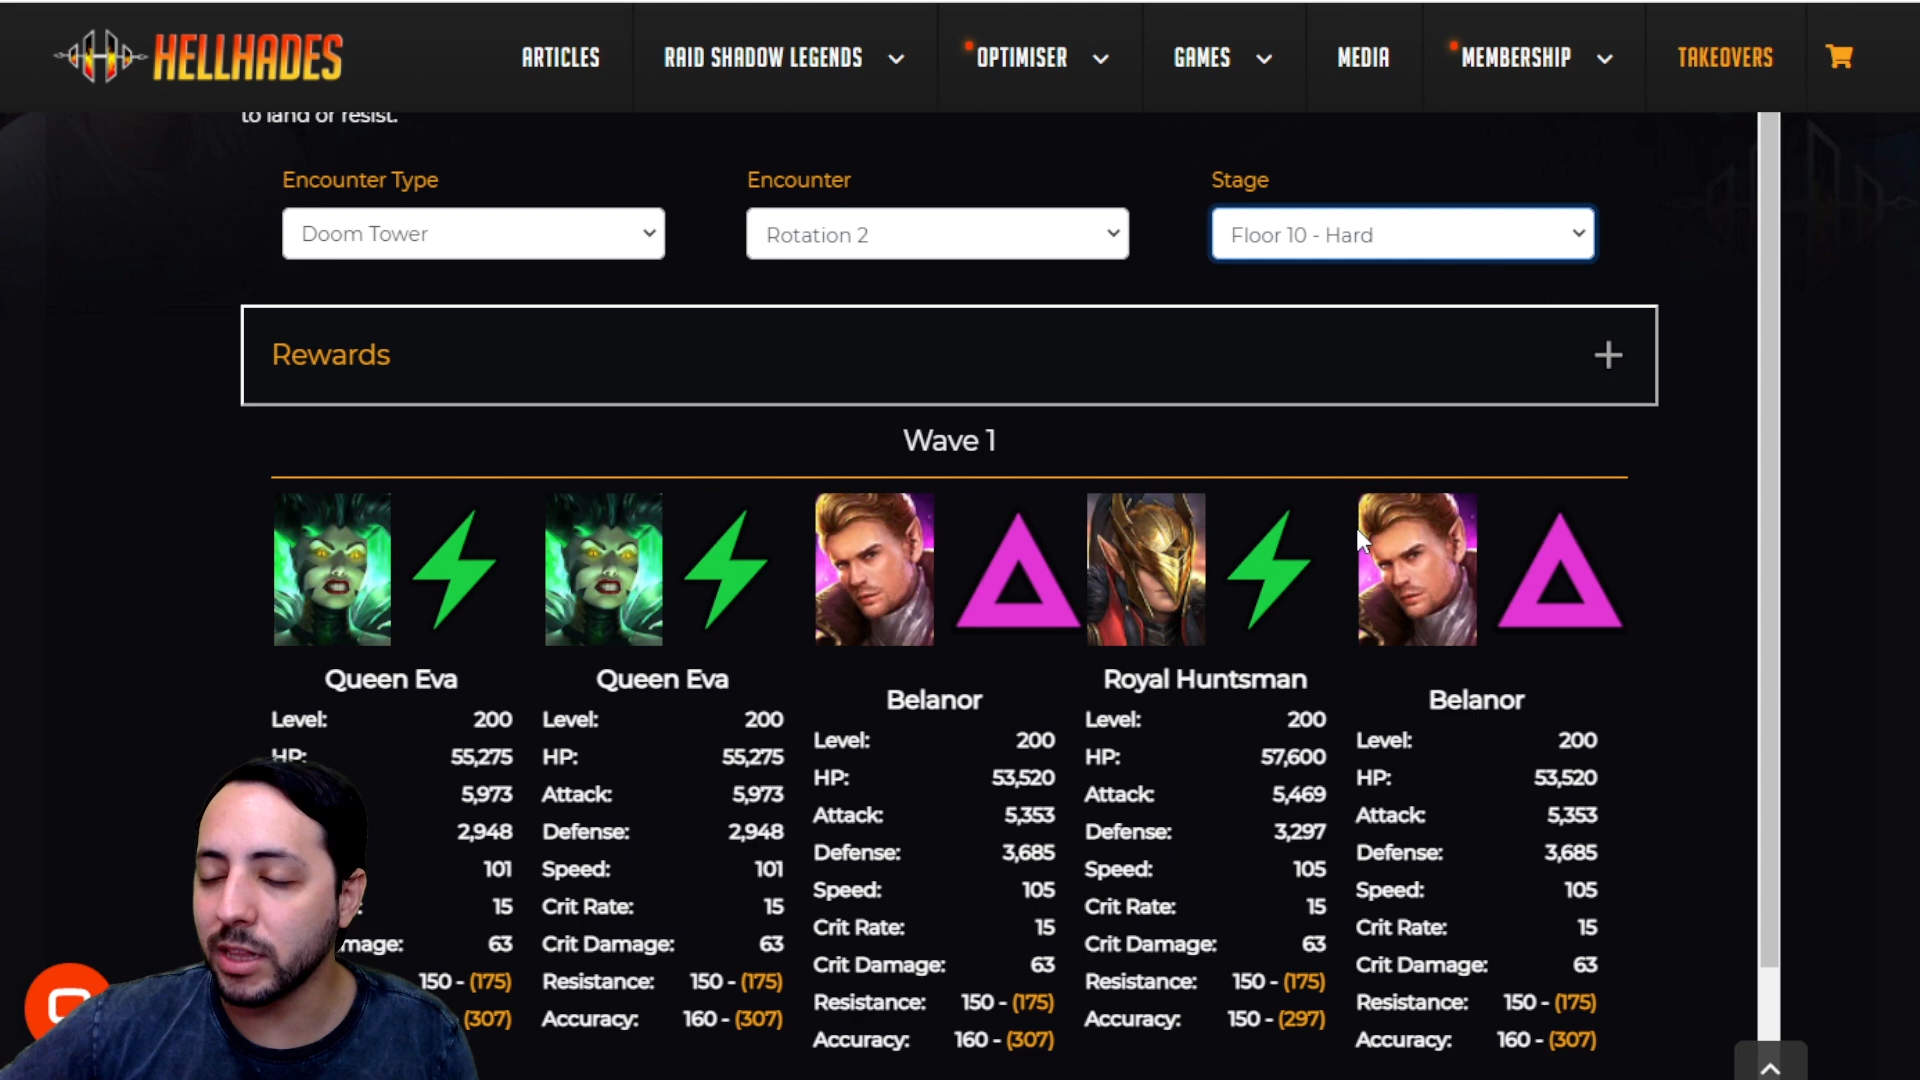 HELLHADES
ARTICLES
RAID SHADOW LEGENDS
OPTIMISER
GAMES
MEDIA
MEMBERSHIP
TAKEOVERS
to land or resist.
Encounter Type
Encounter
Stage
Doom Tower
Rotation 2
Floor 10 - Hard
Rewards
Wave 1
Queen Eva
Level: 200
HP: 55,275
5,973
2,948
101
15
mage: 63
150 - (175)
(307)
Queen Eva
Level: 200
HP: 55,275
Attack: 5,973
Defense: 2,948
Speed: 101
Crit Rate: 15
Crit Damage: 63
Resistance: 150 - (175)
Accuracy: 160 - (307)
Belanor
Level: 200
HP: 53,520
Attack: 5,353
Defense: 3,685
Speed: 105
Crit Rate: 15
Crit Damage: 63
Resistance: 150 - (175)
Accuracy: 160 - (307)
Royal Huntsman
Level: 200
HP: 57,600
Attack: 5,469
Defense: 3,297
Speed: 105
Crit Rate: 15
Crit Damage: 63
Resistance: 150 - (175)
Accuracy: 150 - (297)
Belanor
Level: 200
HP: 53,520
Attack: 5,353
Defense: 3,685
Speed: 105
Crit Rate: 15
Crit Damage: 63
Resistance: 150 - (175)
Accuracy: 160 - (307)